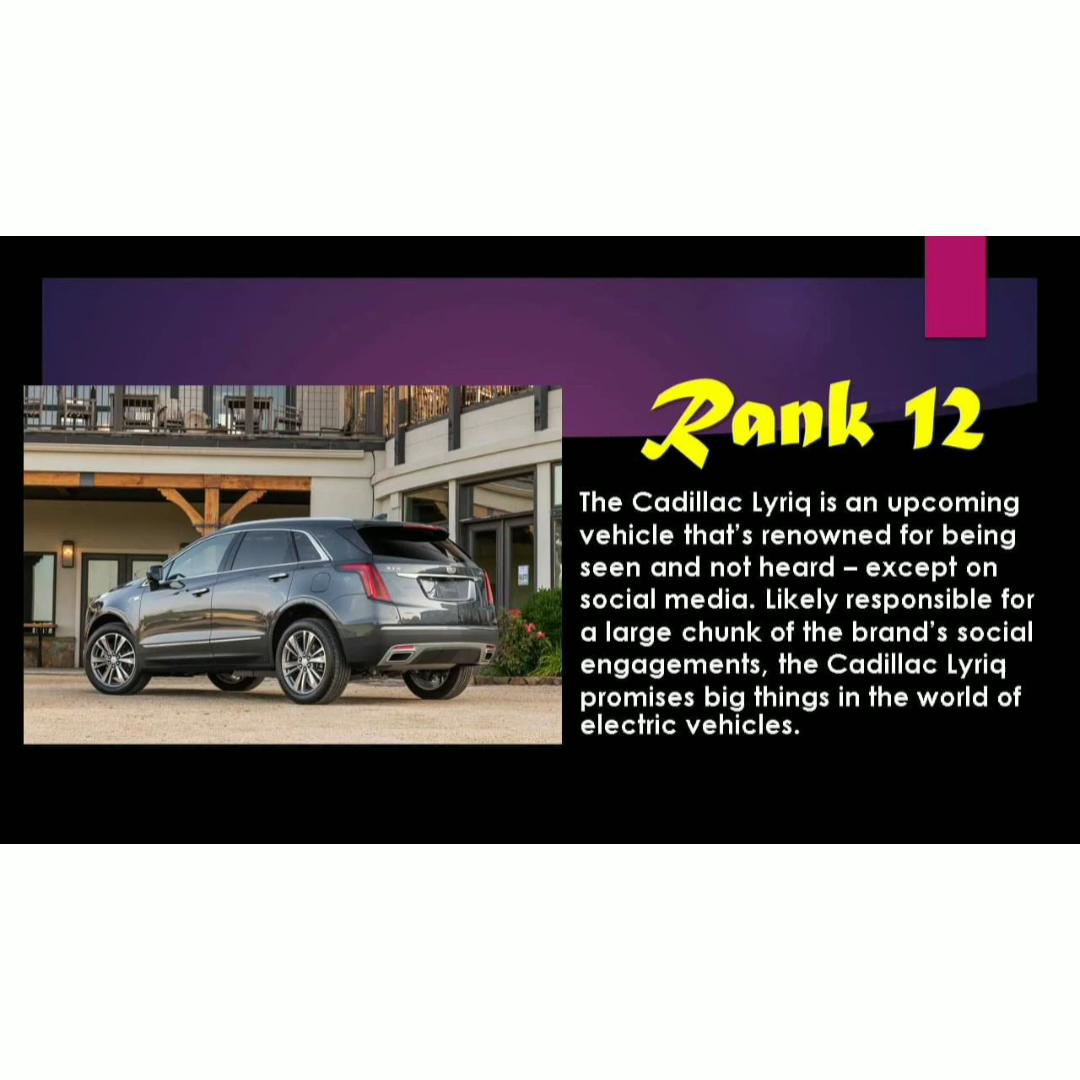 Rank 12
The Cadillac Lyriq is an upcoming
vehicle that's renowned for being
seen and not heard – except on
social media. Likely responsible for
a large chunk of the brand's social
engagements, the Cadillac Lyriq
promises big things in the world of
electric vehicles.